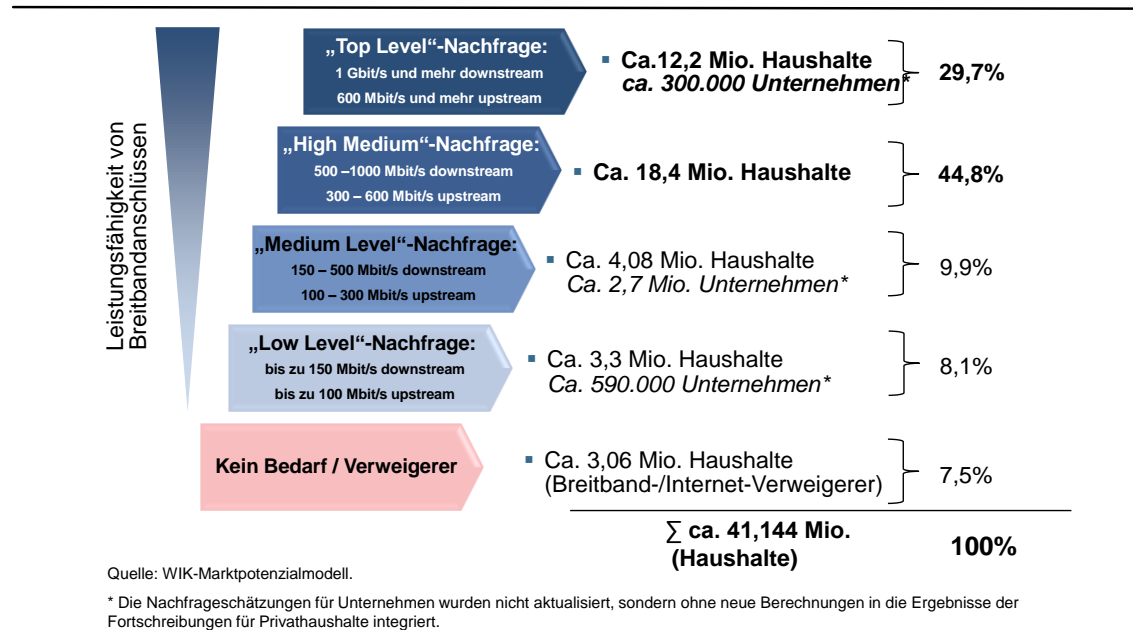 Leistungsfähigkeit von
Breitbandanschlüssen
„Top Level“-Nachfrage:
1 Gbit/s und mehr downstream
600 Mbit/s und mehr upstream
▪ Ca.12,2 Mio. Haushalte
ca. 300.000 Unternehmen*
29,7%
„High Medium“-Nachfrage:
500 –1000 Mbit/s downstream
300 – 600 Mbit/s upstream
▪ Ca. 18,4 Mio. Haushalte
44,8%
„Medium Level“-Nachfrage:
150 – 500 Mbit/s downstream
100 – 300 Mbit/s upstream
▪ Ca. 4,08 Mio. Haushalte
Ca. 2,7 Mio. Unternehmen*
9,9%
„Low Level“-Nachfrage:
bis zu 150 Mbit/s downstream
bis zu 100 Mbit/s upstream
▪ Ca. 3,3 Mio. Haushalte
Ca. 590.000 Unternehmen*
8,1%
Kein Bedarf / Verweigerer
▪ Ca. 3,06 Mio. Haushalte
(Breitband-/Internet-Verweigerer)
7,5%
∑ ca. 41,144 Mio.
(Haushalte)
100%
Quelle: WIK-Marktpotenzialmodell.
* Die Nachfrageschätzungen für Unternehmen wurden nicht aktualisiert, sondern ohne neue Berechnungen in die Ergebnisse der
Fortschreibungen für Privathaushalte integriert.